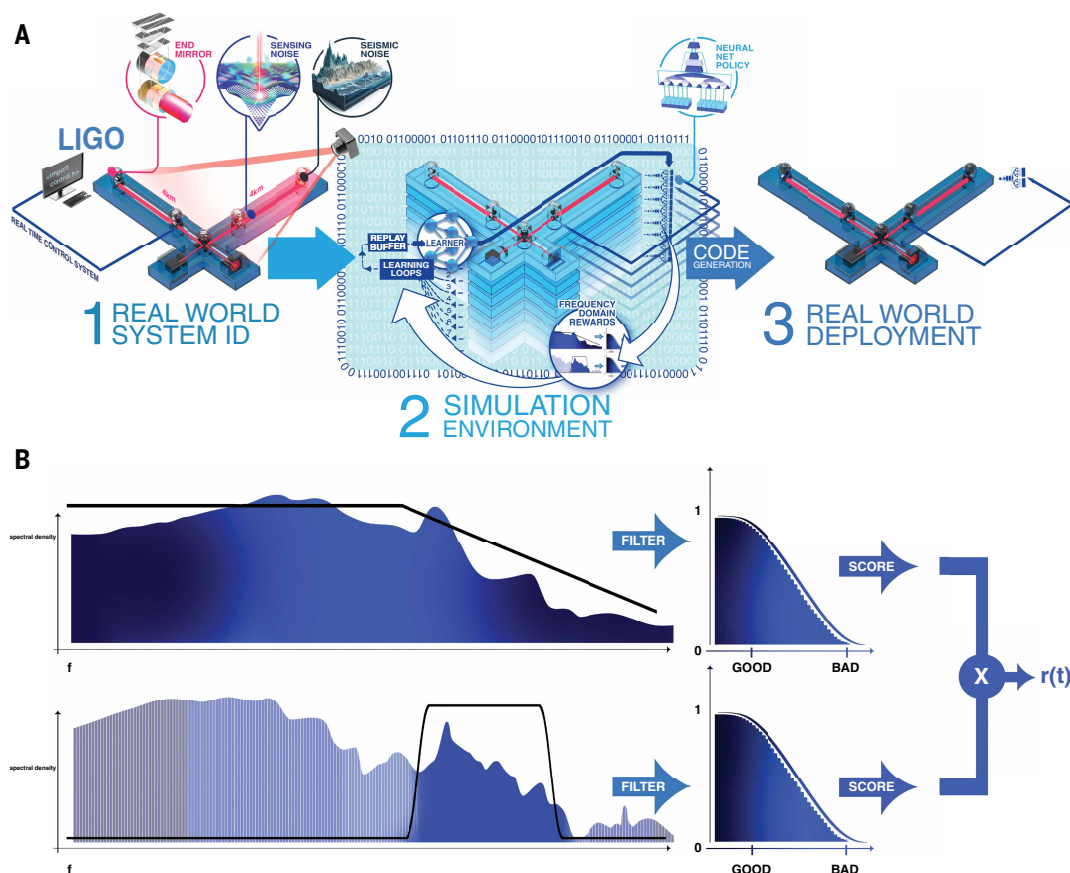 A
END
MIRROR
SENSING
NOISE
SEISMIC
NOISE
NEURAL
NET
POLICY
LIGO
<import
control.h>
4km
4km
REAL TIME CONTROL SYSTEM
REPLAY
BUFFER
LEARNER
LEARNING
LOOPS
FREQUENCY
DOMAIN
REWARDS
CODE
GENERATION
1 REAL WORLD
SYSTEM ID
2 SIMULATION
ENVIRONMENT
3 REAL WORLD
DEPLOYMENT
B
spectral density
f
FILTER
1
0
GOOD
BAD
SCORE
X
r(t)
spectral density
f
FILTER
1
0
GOOD
BAD
SCORE